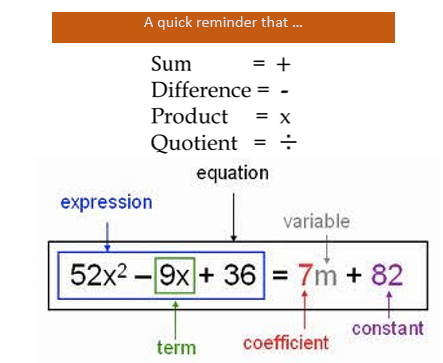 A quick reminder that ...
Sum = +
Difference = -
Product = x
Quotient = ÷
equation
expression
variable
52x² – 9x + 36 = 7m + 82
term
coefficient
constant